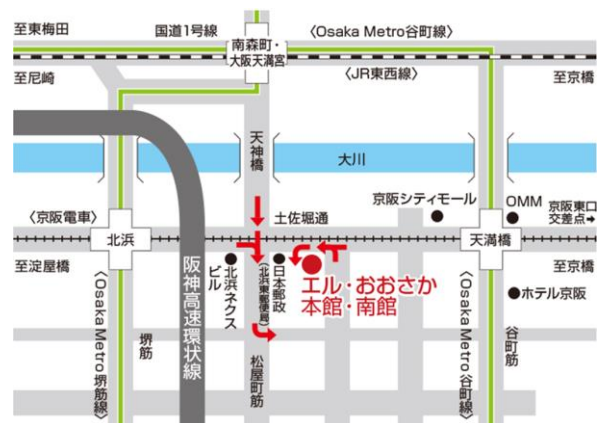 至東梅田
国道1号線
南森町・
大阪天満宮
〈Osaka Metro谷町線〉
至尼崎
〈JR東西線〉
至京橋
天神橋
大川
京阪シティモール
OMM
京阪東口
交差点→
〈京阪電車〉
北浜
土佐堀通
天満橋
至淀屋橋
至京橋
阪神高速環状線
北浜ネクス
ビル
日本郵政
(北浜東郵便局)
エル・おおさか
本館・南館
ホテル京阪
〈Osaka Metro堺筋線〉
堺筋
松屋町筋
〈Osaka Metro谷町線〉
谷町筋